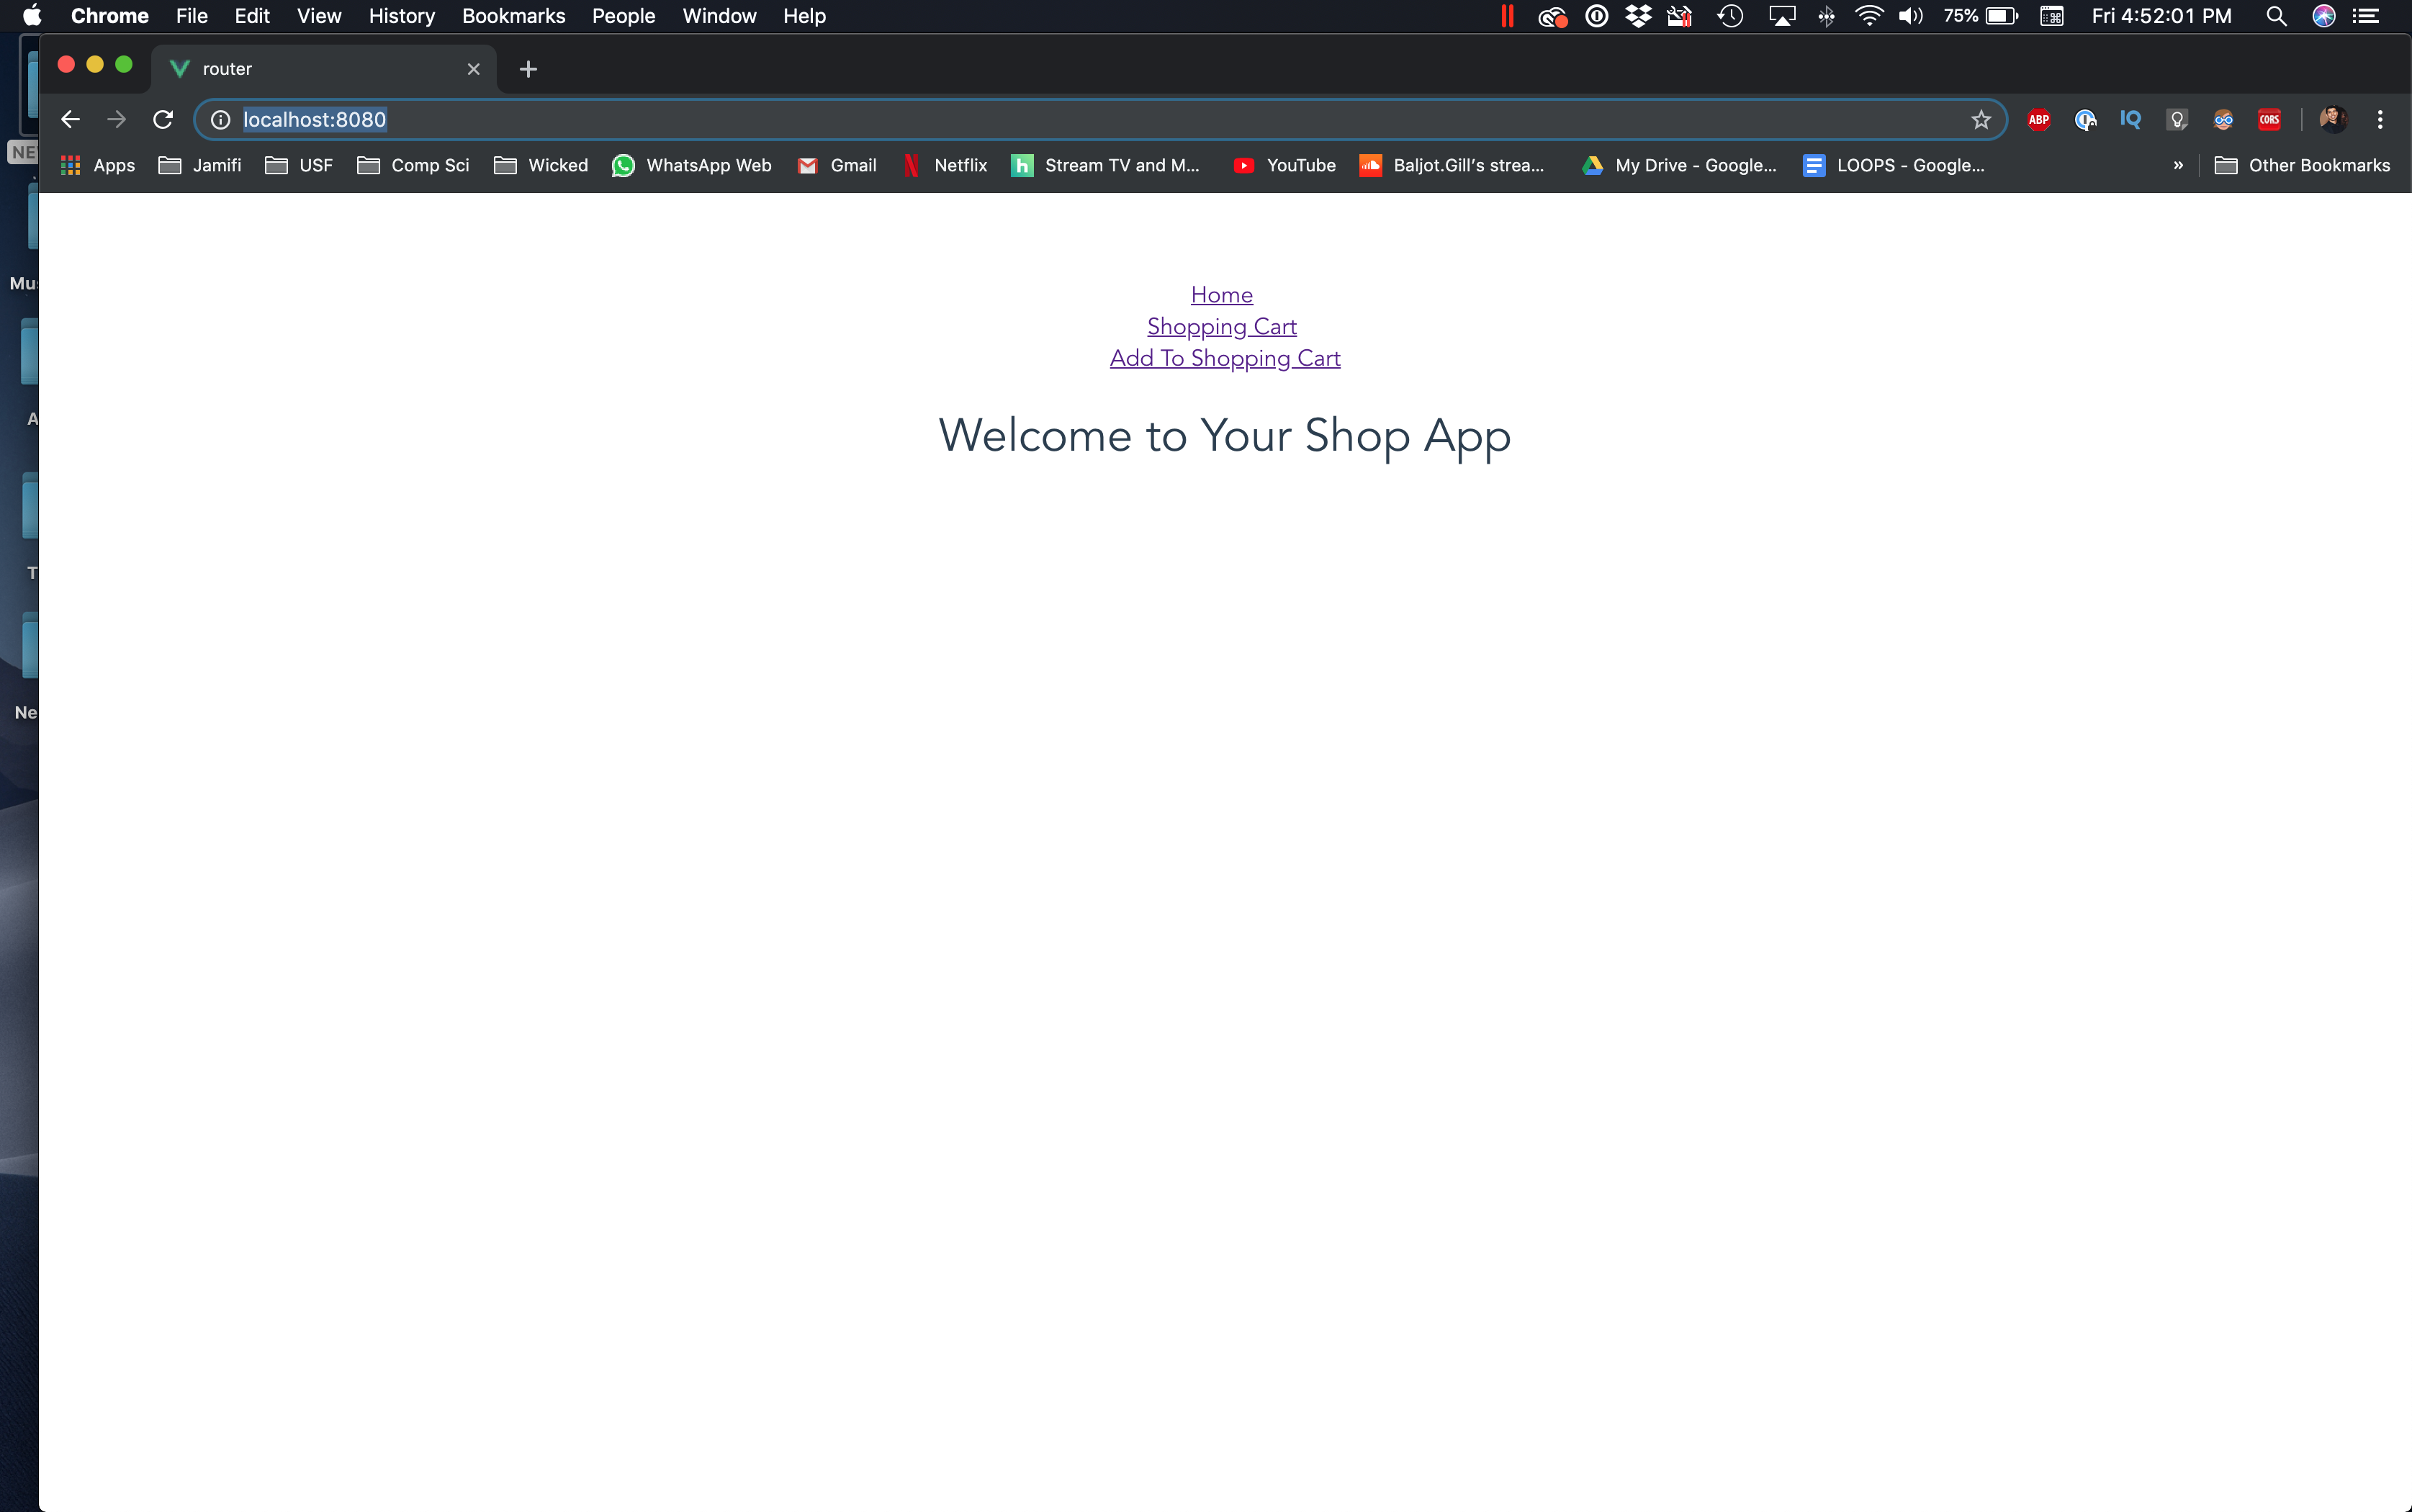 Chrome File Edit View History Bookmarks People Window Help 75% Fri 4:52:01 PM
router
localhost:8080 ABP IQ CORS
Apps Jamifi USF Comp Sci Wicked WhatsApp Web Gmail Netflix h Stream TV and M... YouTube Baljot.Gill's strea... My Drive - Google... LOOPS - Google... » Other Bookmarks
NE
Mus
Home
Shopping Cart
Add To Shopping Cart
A
Welcome to Your Shop App
T
Ne